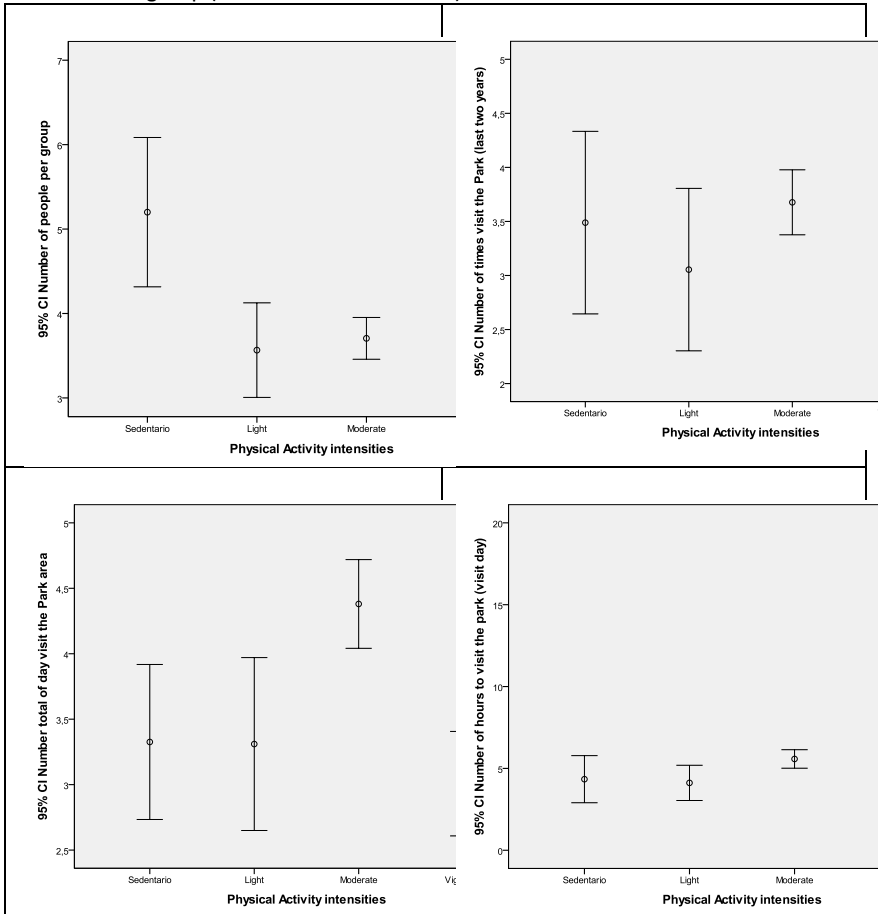 95% CI Number of people per group
7
6
5
4
3
Sedentario Light Moderate
Physical Activity intensities
95% CI Number of times visit the Park (last two years)
5
4,5
4
3,5
3
2,5
2
Sedentario Light Moderate
Physical Activity intensities
95% CI Number total of day visit the Park area
5
4,5
4
3,5
3
2,5
Sedentario Light Moderate Vig
Physical Activity intensities
95% CI Number of hours to visit the park (visit day)
20
15
10
5
0
Sedentario Light Moderate
Physical Activity intensities